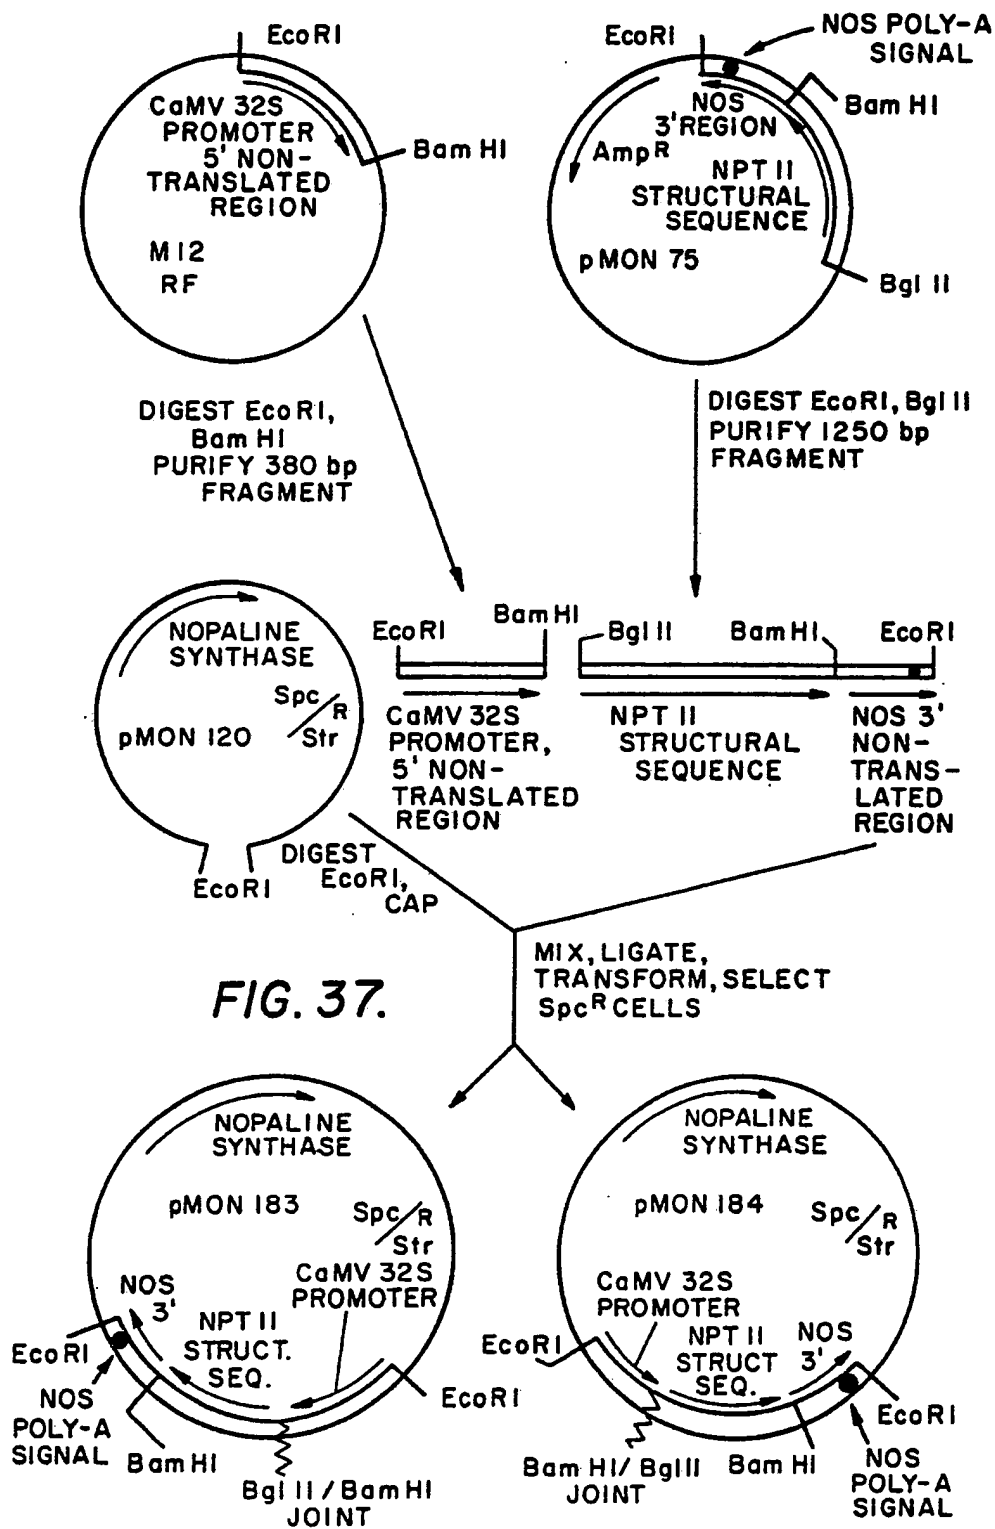 EcoRI
CaMV 32S
PROMOTER
5' NON-
TRANSLATED
REGION
Bam HI
M12
RF
EcoRI
NOS POLY-A
SIGNAL
Bam HI
NOS
3' REGION
Amp R
NPT II
STRUCTURAL
SEQUENCE
pMON 75
Bgl II
DIGEST EcoRI,
Bam HI
PURIFY 380 bp
FRAGMENT
DIGEST EcoRI, Bgl II
PURIFY 1250 bp
FRAGMENT
NOPALINE
SYNTHASE
Spc/R
Str
pMON 120
EcoRI
EcoRI
BamHI
CaMV 32S
PROMOTER,
5' NON-
TRANSLATED
REGION
Bgl II
BamHI
EcoRI
NPT II
STRUCTURAL
SEQUENCE
NOS 3'
NON-
TRANS-
LATED
REGION
DIGEST
EcoRI,
CAP
MIX, LIGATE,
TRANSFORM, SELECT
Spc R CELLS
FIG. 37.
NOPALINE
SYNTHASE
pMON 183
Spc/R
Str
CaMV 32S
PROMOTER
NOS
3'
NPT II
STRUCT.
SEQ.
EcoRI
NOS
POLY-A
SIGNAL
Bam HI
Bgl II / Bam HI
JOINT
EcoRI
NOPALINE
SYNTHASE
pMON 184
Spc/R
Str
CaMV 32S
PROMOTER
NPT II
STRUCT
SEQ.
NOS
3'
EcoRI
Bam HI / Bgl II
JOINT
Bam HI
EcoRI
NOS
POLY-A
SIGNAL